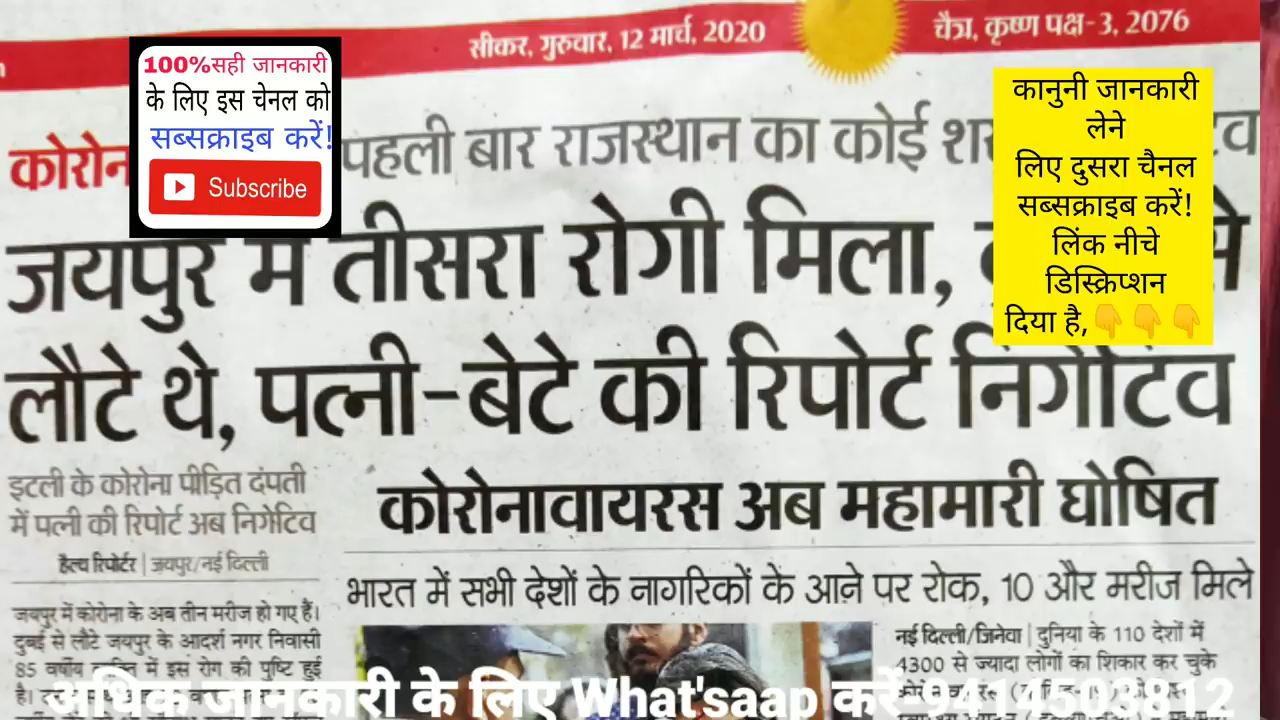 सीकर, गुरुवार, 12 मार्च, 2020
चैत्र, कृष्ण पक्ष-3, 2076
100%सही जानकारी
के लिए इस चेनल को
सब्सक्राइब करें!
Subscribe
कानुनी जानकारी
लेने
लिए दुसरा चैनल
सब्सक्राइब करें!
लिंक नीचे
डिस्क्रिप्शन
दिया है,👇👇👇
पहली बार राजस्थान का कोई
जयपुर में तीसरा रोगी मिला, से
लौटे थे, पत्नी-बेटे की रिपोर्ट निगेटिव
इटली के कोरोना पीड़ित दंपती
में पत्नी की रिपोर्ट अब निगेटिव
हैल्थ रिपोर्टर | जयपुर/नई दिल्ली
जयपुर में कोरोना के अब तीन मरीज हो गए हैं।
दुबई से लौटे जयपुर के आदर्श नगर निवासी
85 वर्षीय में इस रोग की पुष्टि हुई
है।
कोरोनावायरस अब महामारी घोषित
भारत में सभी देशों के नागरिकों के आने पर रोक, 10 और मरीज मिले
नई दिल्ली/जिनेवा | दुनिया के 110 देशों में
4300 से ज्यादा लोगों का शिकार कर चुके
अधिक जानकारी के लिए What'saap करें-9414503812